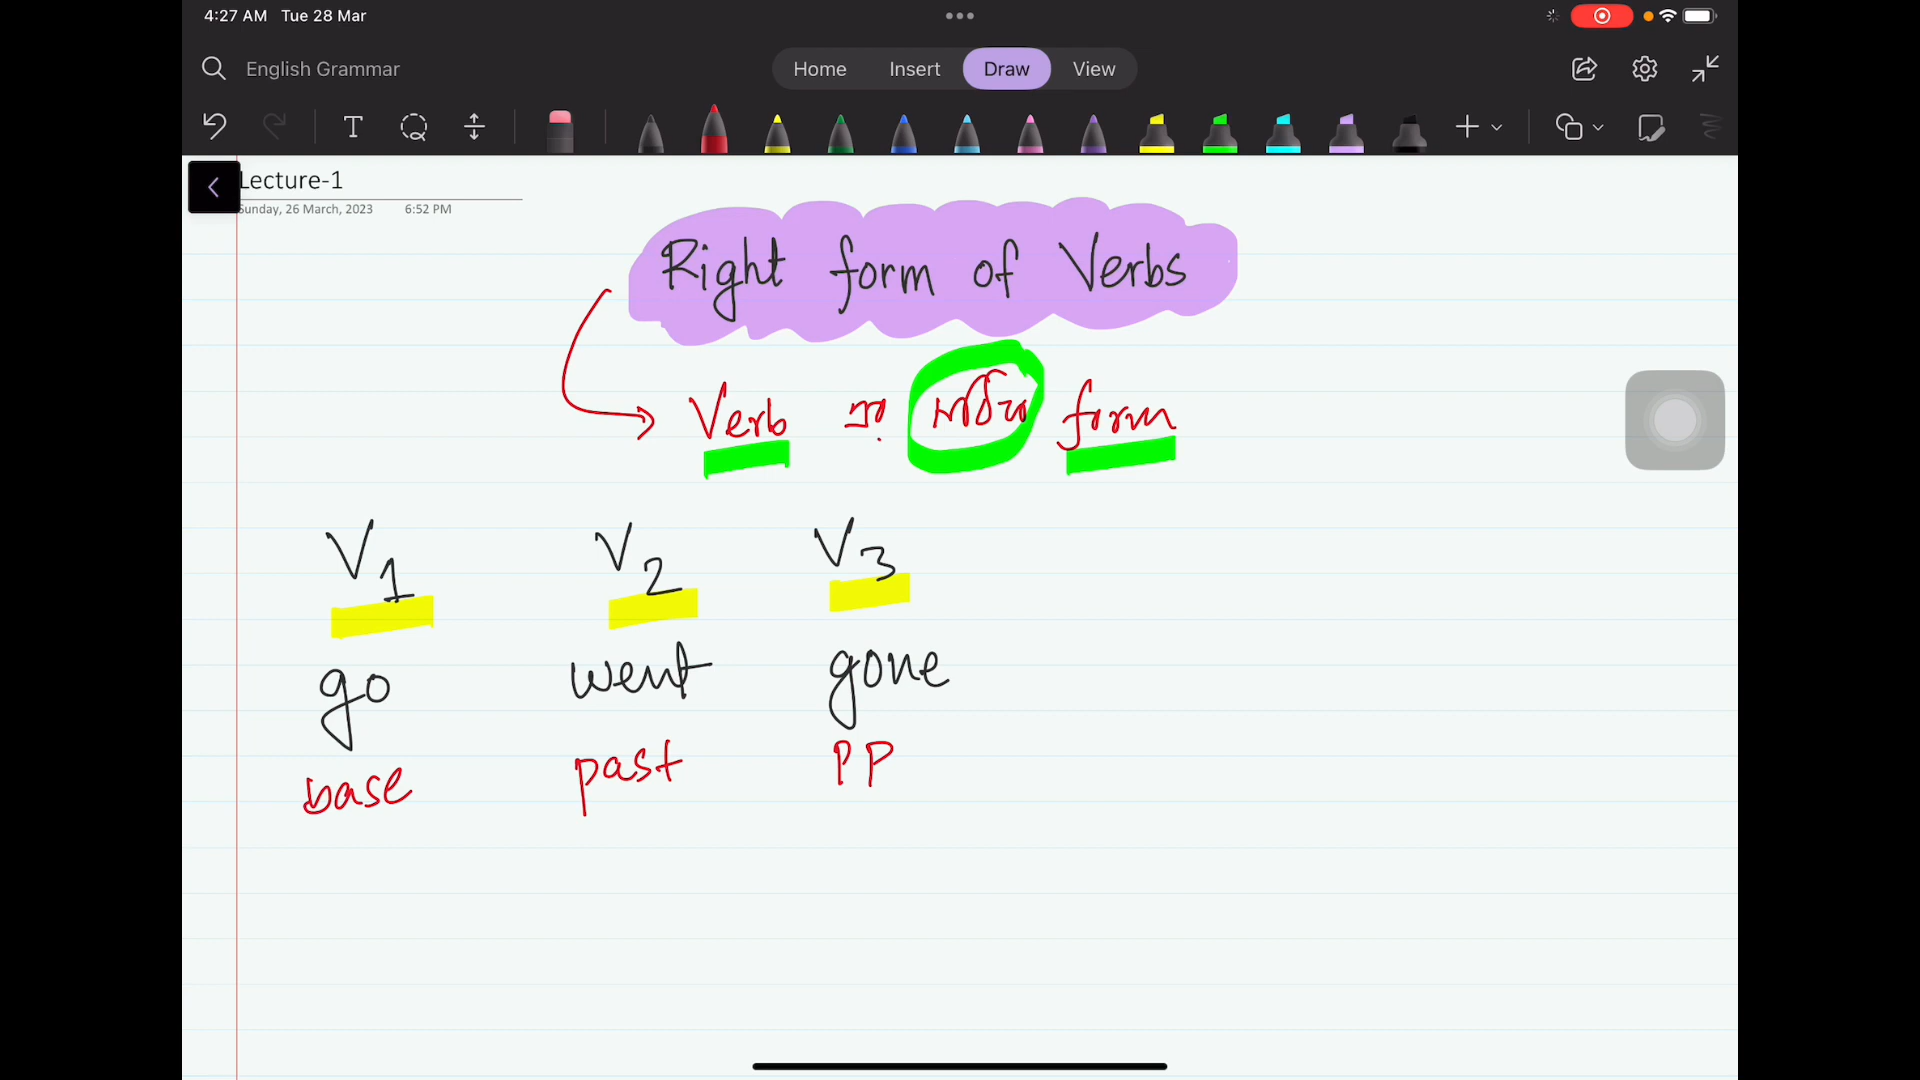 4:27 AM Tue 28 Mar
English Grammar
Home Insert Draw View
T
Lecture-1
Sunday, 26 March, 2023 6:52 PM
Right form of Verbs
Verb এর সঠিক form
V1 V2 V3
go went gone
base past PP